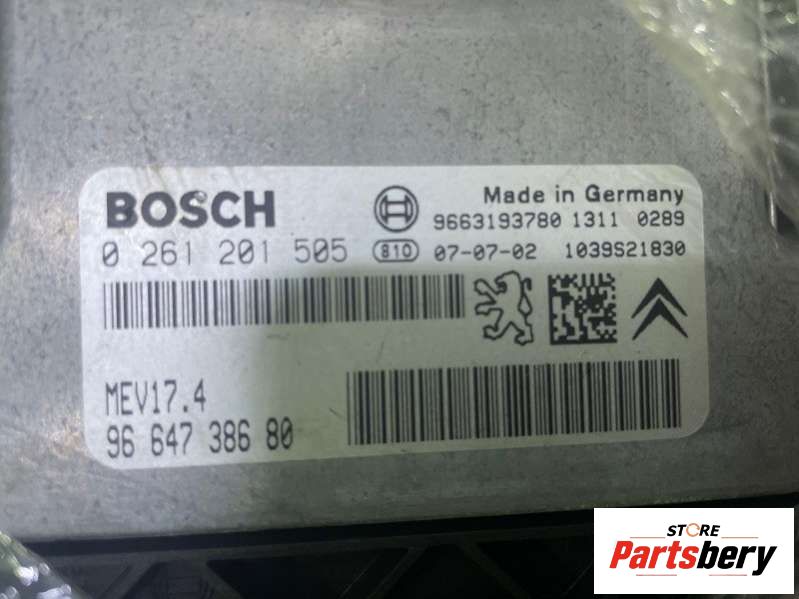 BOSCH
Made in Germany
9663193780 1311 0289
0 261 201 505 810 07-07-02 1039S21830
MEV17.4
96 647 386 80
STORE
Partsbery